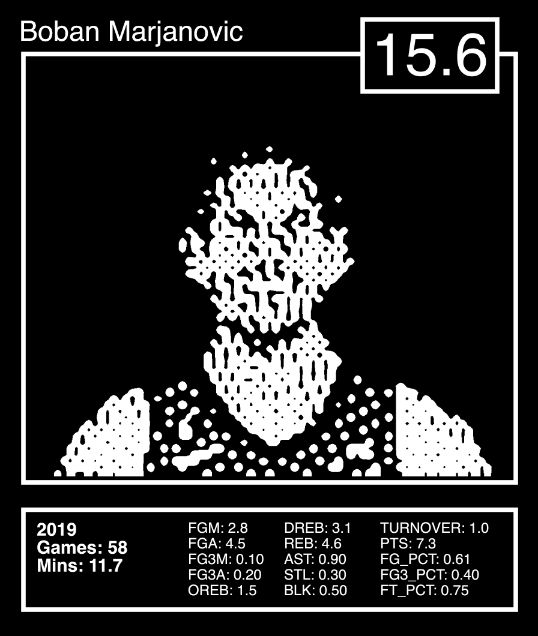 Boban Marjanovic
15.6
2019
Games: 58
Mins: 11.7
FGM: 2.8
FGA: 4.5
FG3M: 0.10
FG3A: 0.20
OREB: 1.5
DREB: 3.1
REB: 4.6
AST: 0.90
STL: 0.30
BLK: 0.50
TURNOVER: 1.0
PTS: 7.3
FG_PCT: 0.61
FG3_PCT: 0.40
FT_PCT: 0.75